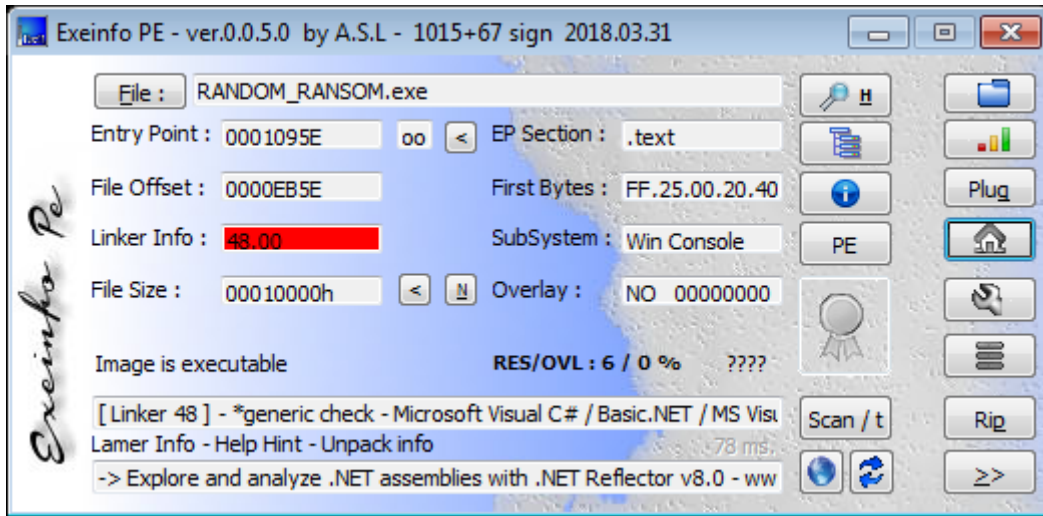 Exeinfo PE - ver.0.0.5.0 by A.S.L - 1015+67 sign 2018.03.31
File : RANDOM_RANSOM.exe H
Entry Point : 0001095E oo < EP Section : .text
File Offset : 0000EB5E First Bytes : FF.25.00.20.40 Plug
Linker Info : 48.00 SubSystem : Win Console PE
File Size : 00010000h < N Overlay : NO 00000000
Image is executable RES/OVL : 6 / 0 % ????
[ Linker 48 ] - *generic check - Microsoft Visual C# / Basic.NET / MS Visu Scan / t Rip
Lamer Info - Help Hint - Unpack info 78 ms.
-> Explore and analyze .NET assemblies with .NET Reflector v8.0 - ww >>
Exeinfo Pe